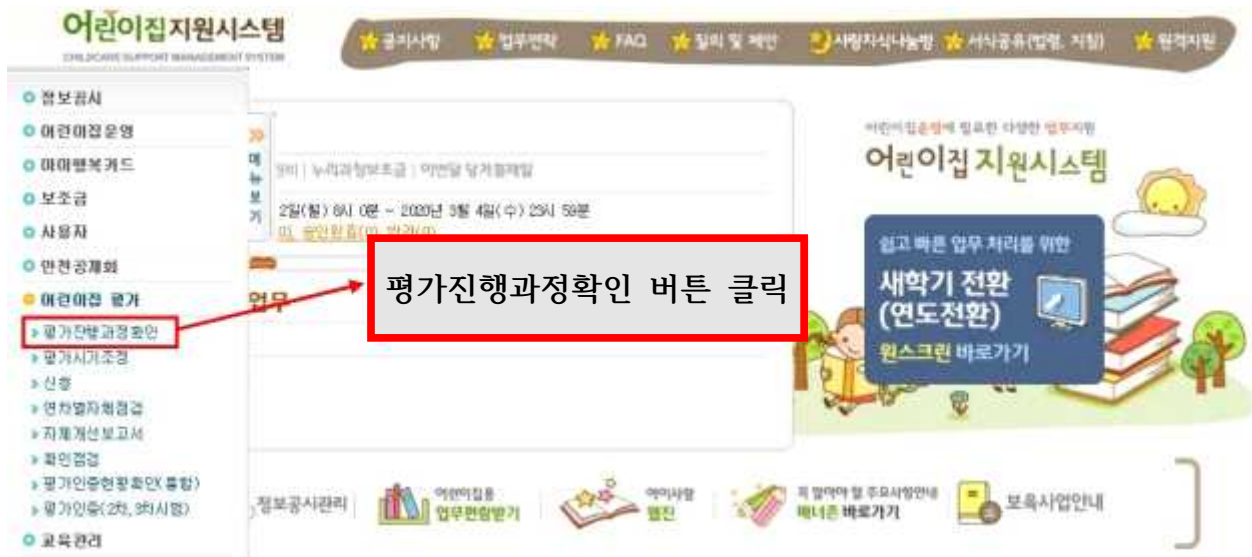 어린이집지원시스템
CHILDCARE SUPPORT MANAGEMENT SYSTEM
공지사항 업무연락 FAQ 질의 및 제안 사랑지식나눔방 서식공유(법령, 지침) 원격지원
정보공시
어린이집운영
아이행복카드
보조금
사용자
안전공제회
어린이집 평가
평가진행과정확인
평가시기조정
신청
연차별자체점검
자체개선보고서
확인점검
평가인증현황확인(통합)
평가인증(2차, 3차시범)
교육관리
메뉴보기
누리과정보조금 | 이번달 당겨결제일
2일(월) 6시 0분 ~ 2020년 3월 4일(수) 23시 59분
업무
평가진행과정확인 버튼 클릭
어린이집운영에 필요한 다양한 업무지원
어린이집 지원시스템
쉽고 빠른 업무 처리를 위한
새학기 전환
(연도전환)
원스크린 바로가기
정보공시관리
어린이집용
업무편람받기
아이사랑
웹진
꼭 알아야 할 주요사항안내
배너존 바로가기
보육사업안내